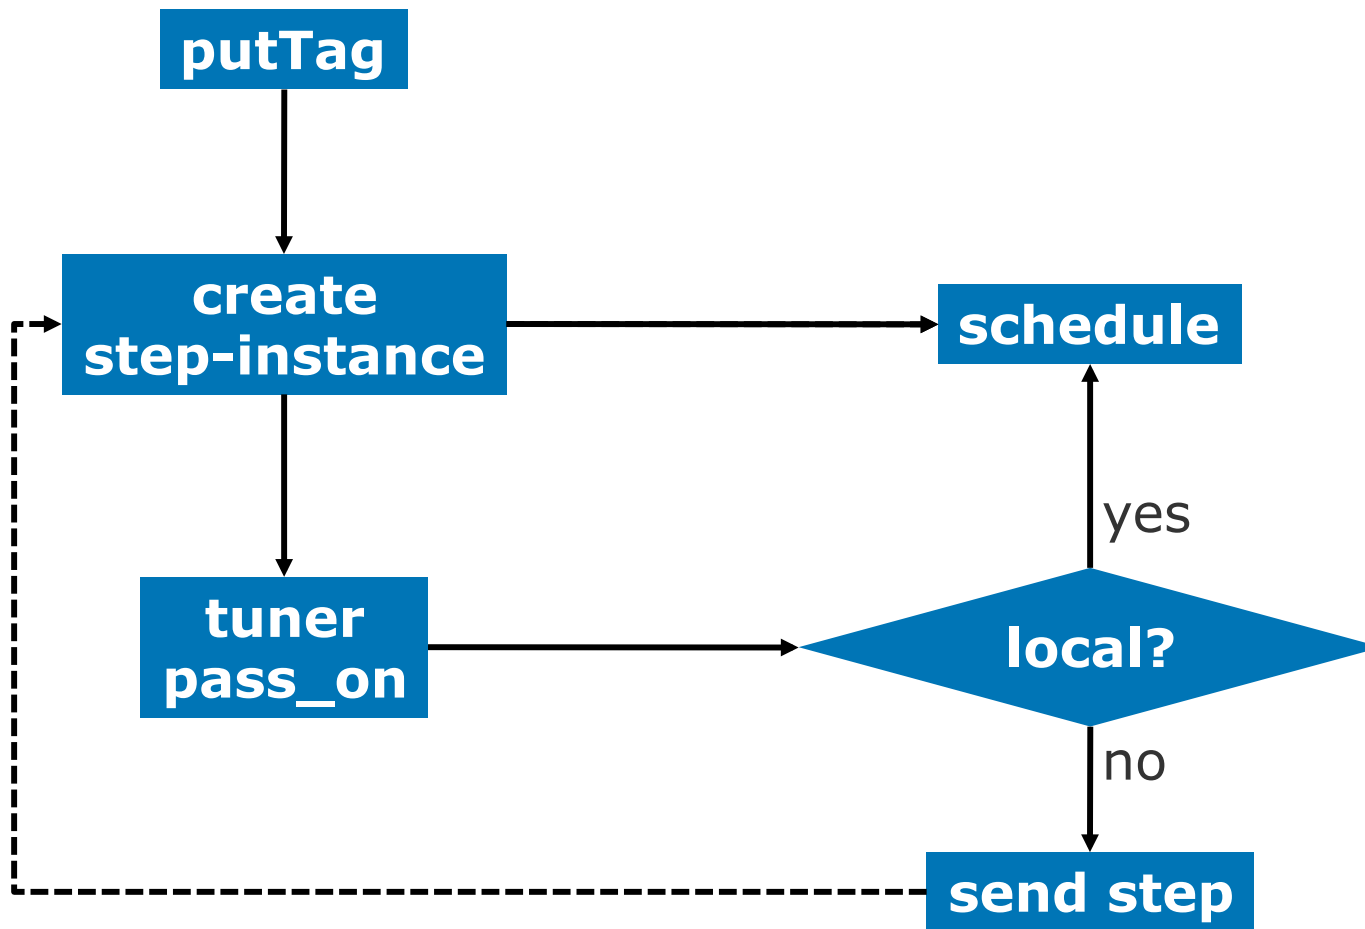 putTag
create
step-instance
schedule
yes
tuner
pass_on
local?
no
send step